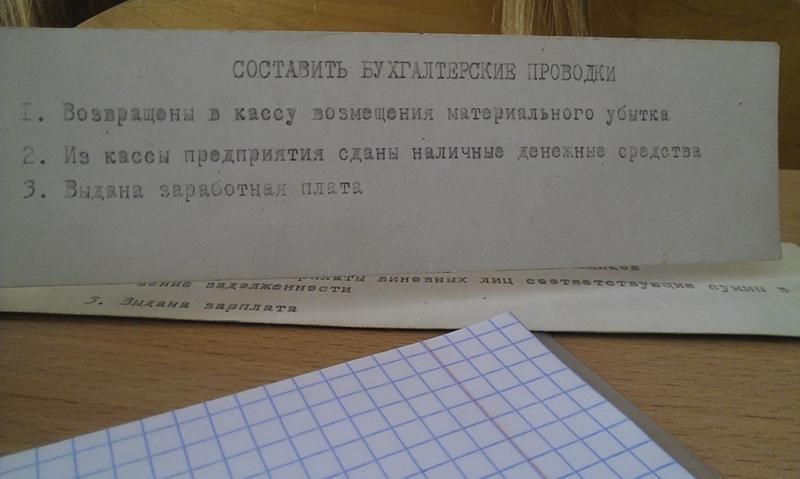 СОСТАВИТЬ БУХГАЛТЕРСКИЕ ПРОВОДКИ
1. Возвращены в кассу возмещения материального убытка
2. Из кассы предприятия сданы наличные денежные средства
3. Выдана заработная плата
виновных лиц соответствующие суммы в
задолженности
3. Выдана зарплата